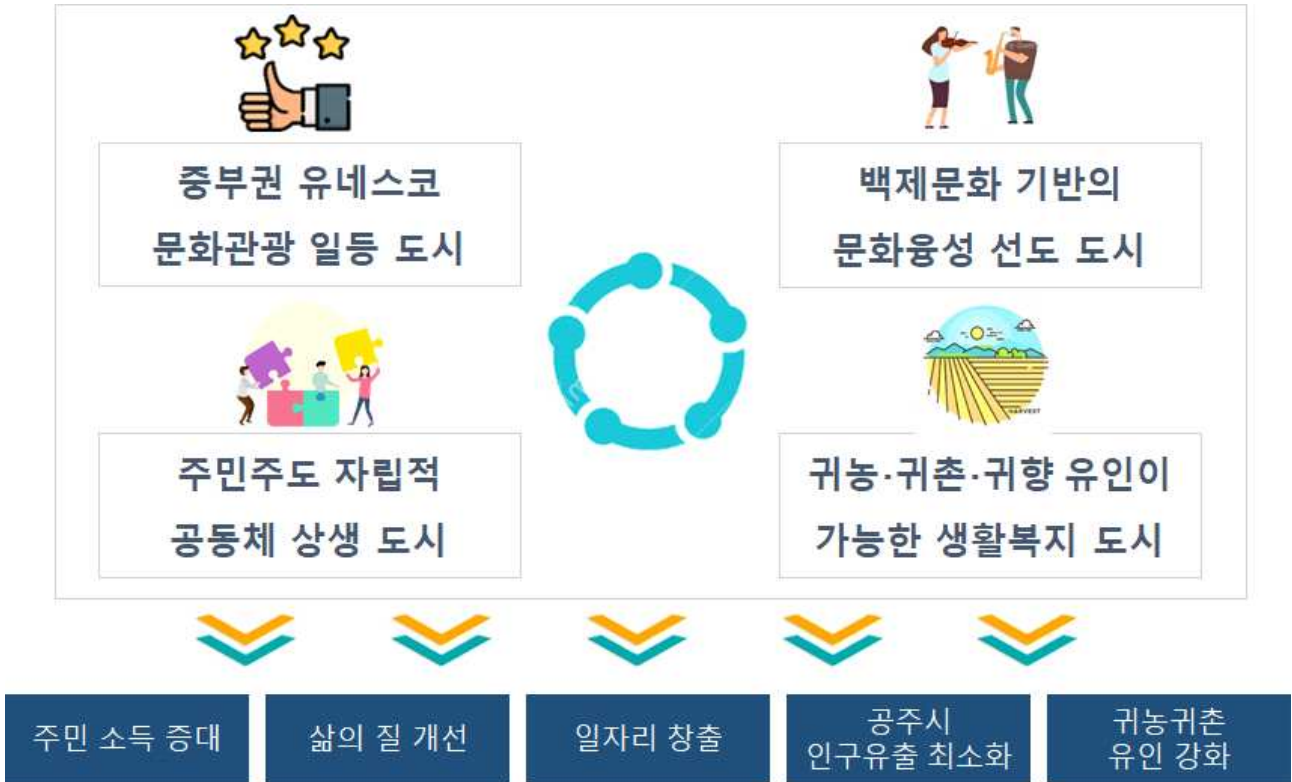 중부권 유네스코
문화관광 일등 도시
백제문화 기반의
문화융성 선도 도시
주민주도 자립적
공동체 상생 도시
HARVEST
귀농·귀촌·귀향 유인이
가능한 생활복지 도시
주민 소득 증대
삶의 질 개선
일자리 창출
공주시
인구유출 최소화
귀농귀촌
유인 강화